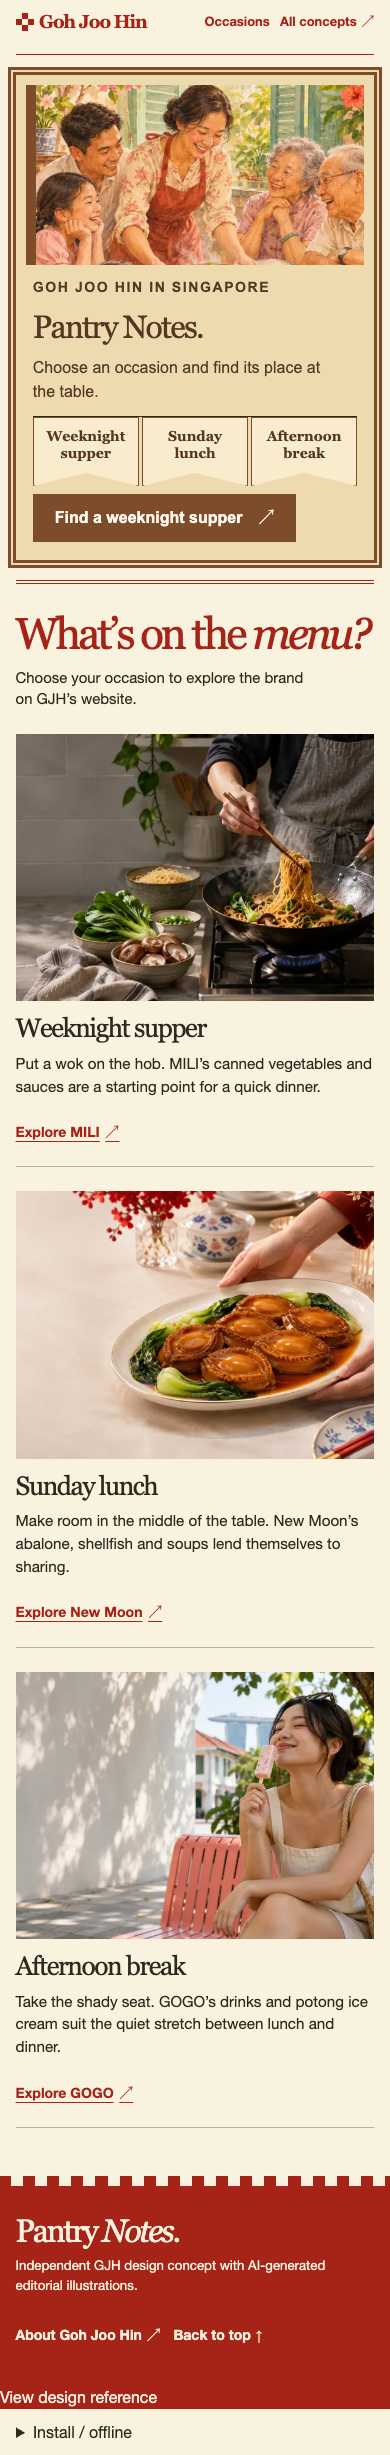 Goh Joo Hin
Occasions All concepts ↗
GOH JOO HIN IN SINGAPORE
Pantry Notes.
Choose an occasion and find its place at
the table.
Weeknight
supper
Sunday
lunch
Afternoon
break
Find a weeknight supper ↗
What’s on the menu?
Choose your occasion to explore the brand
on GJH’s website.
Weeknight supper
Put a wok on the hob. MILI’s canned vegetables and
sauces are a starting point for a quick dinner.
Explore MILI ↗
Sunday lunch
Make room in the middle of the table. New Moon’s
abalone, shellfish and soups lend themselves to
sharing.
Explore New Moon ↗
Afternoon break
Take the shady seat. GOGO’s drinks and potong ice
cream suit the quiet stretch between lunch and
dinner.
Explore GOGO ↗
Pantry Notes.
Independent GJH design concept with AI-generated
editorial illustrations.
About Goh Joo Hin ↗ Back to top ↑
View design reference
▶ Install / offline